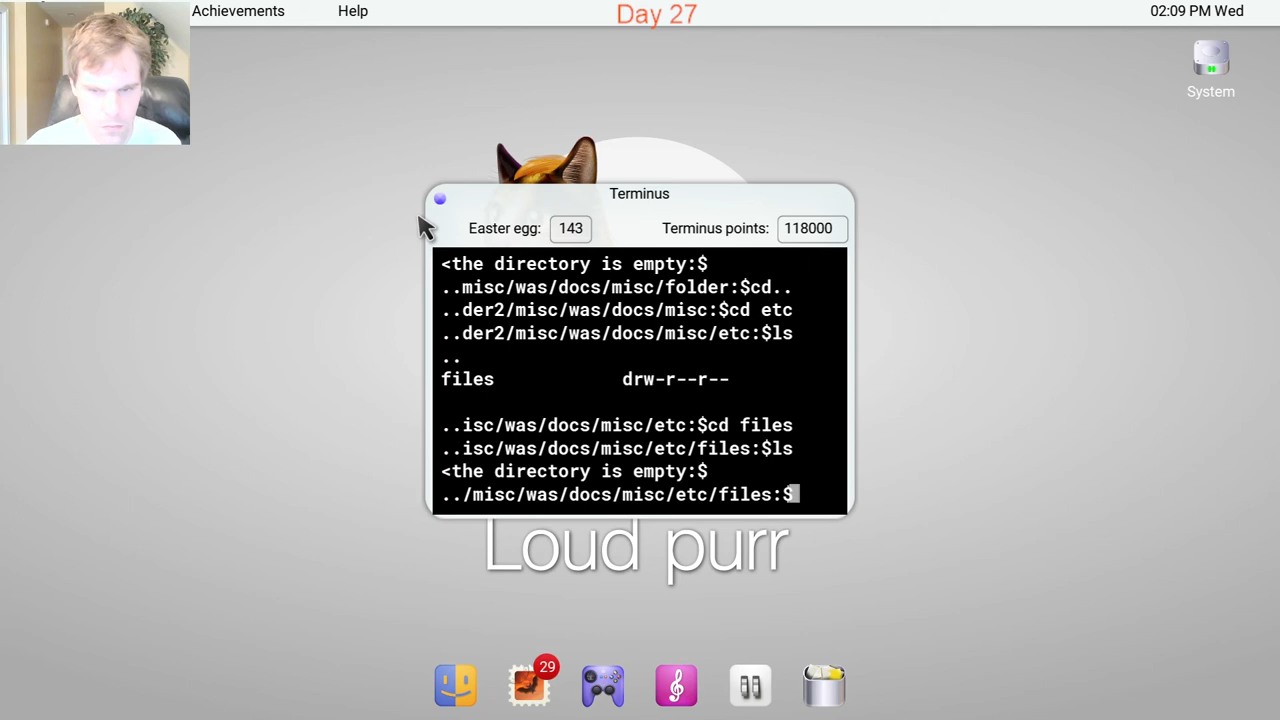 Achievements Help Day 27 02:09 PM Wed
System
Terminus
Easter egg: 143 Terminus points: 118000
<the directory is empty:$
..misc/was/docs/misc/folder:$cd..
..der2/misc/was/docs/misc:$cd etc
..der2/misc/was/docs/misc/etc:$ls
..
files drw-r--r--
..isc/was/docs/misc/etc:$cd files
..isc/was/docs/misc/etc/files:$ls
<the directory is empty:$
../misc/was/docs/misc/etc/files:$
Loud purr
29